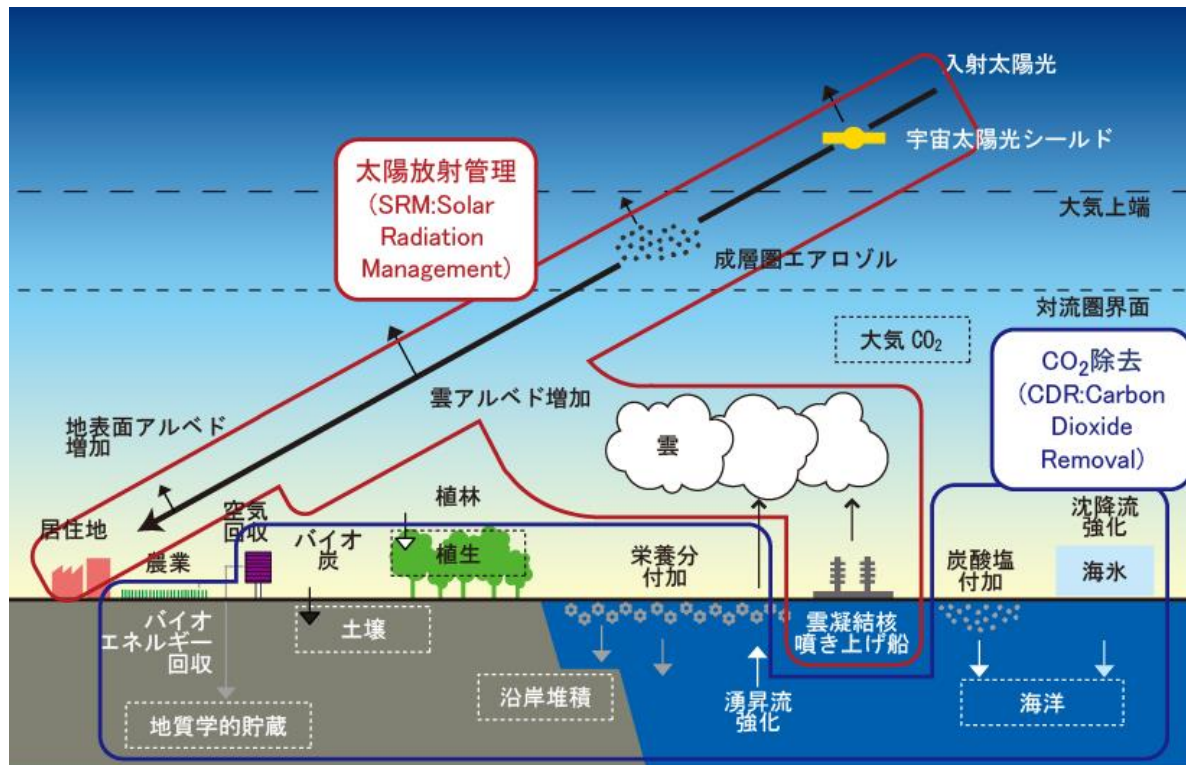 入射太陽光
宇宙太陽光シールド
太陽放射管理
(SRM:Solar
Radiation
Management)
大気上端
成層圏エアロゾル
対流圏界面
大気 CO₂
CO₂除去
(CDR:Carbon
Dioxide
Removal)
雲アルベド増加
地表面アルベド
増加
雲
居住地
農業
空気
回収
バイオ
炭
植林
植生
栄養分
付加
炭酸塩
付加
沈降流
強化
海氷
バイオ
エネルギー
回収
土壌
地質学的貯蔵
沿岸堆積
湧昇流
強化
雲凝結核
噴き上げ船
海洋